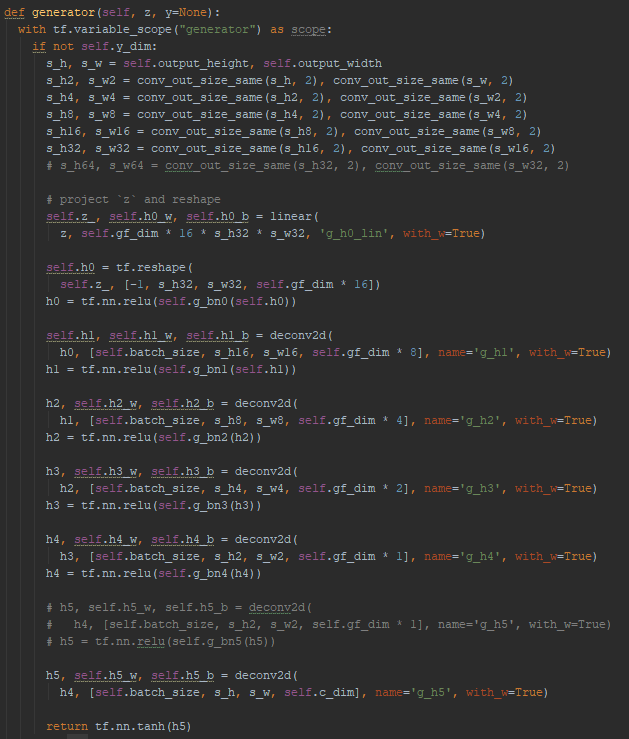 def generator(self, z, y=None):
  with tf.variable_scope("generator") as scope:
    if not self.y_dim:
      s_h, s_w = self.output_height, self.output_width
      s_h2, s_w2 = conv_out_size_same(s_h, 2), conv_out_size_same(s_w, 2)
      s_h4, s_w4 = conv_out_size_same(s_h2, 2), conv_out_size_same(s_w2, 2)
      s_h8, s_w8 = conv_out_size_same(s_h4, 2), conv_out_size_same(s_w4, 2)
      s_h16, s_w16 = conv_out_size_same(s_h8, 2), conv_out_size_same(s_w8, 2)
      s_h32, s_w32 = conv_out_size_same(s_h16, 2), conv_out_size_same(s_w16, 2)
      # s_h64, s_w64 = conv_out_size_same(s_h32, 2), conv_out_size_same(s_w32, 2)

      # project `z` and reshape
      self.z_, self.h0_w, self.h0_b = linear(
        z, self.gf_dim * 16 * s_h32 * s_w32, 'g_h0_lin', with_w=True)

      self.h0 = tf.reshape(
        self.z_, [-1, s_h32, s_w32, self.gf_dim * 16])
      h0 = tf.nn.relu(self.g_bn0(self.h0))

      self.h1, self.h1_w, self.h1_b = deconv2d(
        h0, [self.batch_size, s_h16, s_w16, self.gf_dim * 8], name='g_h1', with_w=True)
      h1 = tf.nn.relu(self.g_bn1(self.h1))

      h2, self.h2_w, self.h2_b = deconv2d(
        h1, [self.batch_size, s_h8, s_w8, self.gf_dim * 4], name='g_h2', with_w=True)
      h2 = tf.nn.relu(self.g_bn2(h2))

      h3, self.h3_w, self.h3_b = deconv2d(
        h2, [self.batch_size, s_h4, s_w4, self.gf_dim * 2], name='g_h3', with_w=True)
      h3 = tf.nn.relu(self.g_bn3(h3))

      h4, self.h4_w, self.h4_b = deconv2d(
        h3, [self.batch_size, s_h2, s_w2, self.gf_dim * 1], name='g_h4', with_w=True)
      h4 = tf.nn.relu(self.g_bn4(h4))

      # h5, self.h5_w, self.h5_b = deconv2d(
      #   h4, [self.batch_size, s_h2, s_w2, self.gf_dim * 1], name='g_h5', with_w=True)
      # h5 = tf.nn.relu(self.g_bn5(h5))

      h5, self.h5_w, self.h5_b = deconv2d(
        h4, [self.batch_size, s_h, s_w, self.c_dim], name='g_h5', with_w=True)

      return tf.nn.tanh(h5)